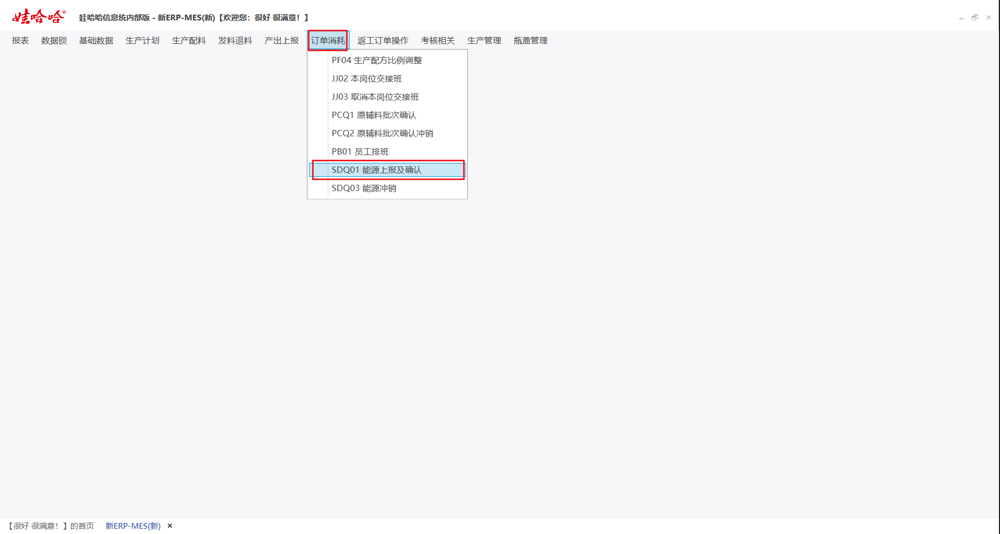 娃哈哈®
娃哈哈信息统内部版 - 新ERP-MES(新)【欢迎您：很好 很满意！】
报表 数据锁 基础数据 生产计划 生产配料 发料退料 产出上报 订单消耗 返工订单操作 考核相关 生产管理 瓶盖管理
PF04 生产配方比例调整
JJ02 本岗位交接班
JJ03 取消本岗位交接班
PCQ1 原辅料批次确认
PCQ2 原辅料批次确认冲销
PB01 员工排班
SDQ01 能源上报及确认
SDQ03 能源冲销
【很好 很满意！】的首页 新ERP-MES(新)